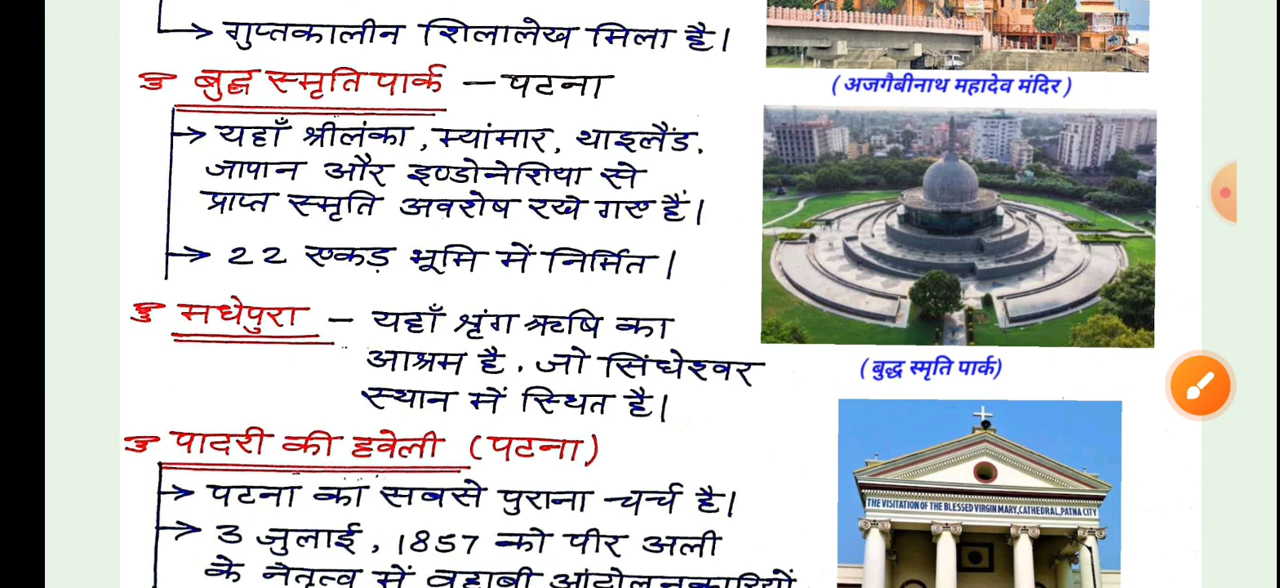 → गुप्तकालीन शिलालेख मिला है।
(अजगैबीनाथ महादेव मंदिर)
बुद्ध स्मृति पार्क — पटना
→ यहाँ श्रीलंका, म्यांमार, थाइलैंड,
जापान और इण्डोनेशिया से
प्राप्त स्मृति अवशेष रखे गए हैं।
→ 22 एकड़ भूमि में निर्मित।
(बुद्ध स्मृति पार्क)
मधेपुरा – यहाँ श्रृंग ऋषि का
आश्रम है, जो सिंघेश्वर
स्थान में स्थित है।
पादरी की हवेली (पटना)
→ पटना का सबसे पुराना चर्च है।
THE VISITATION OF THE BLESSED VIRGIN MARY, CATHEDRAL, PATNA CITY
→ 3 जुलाई, 1857 को पीर अली
के नेतृत्व में वहाबी आंदोलनकारियों